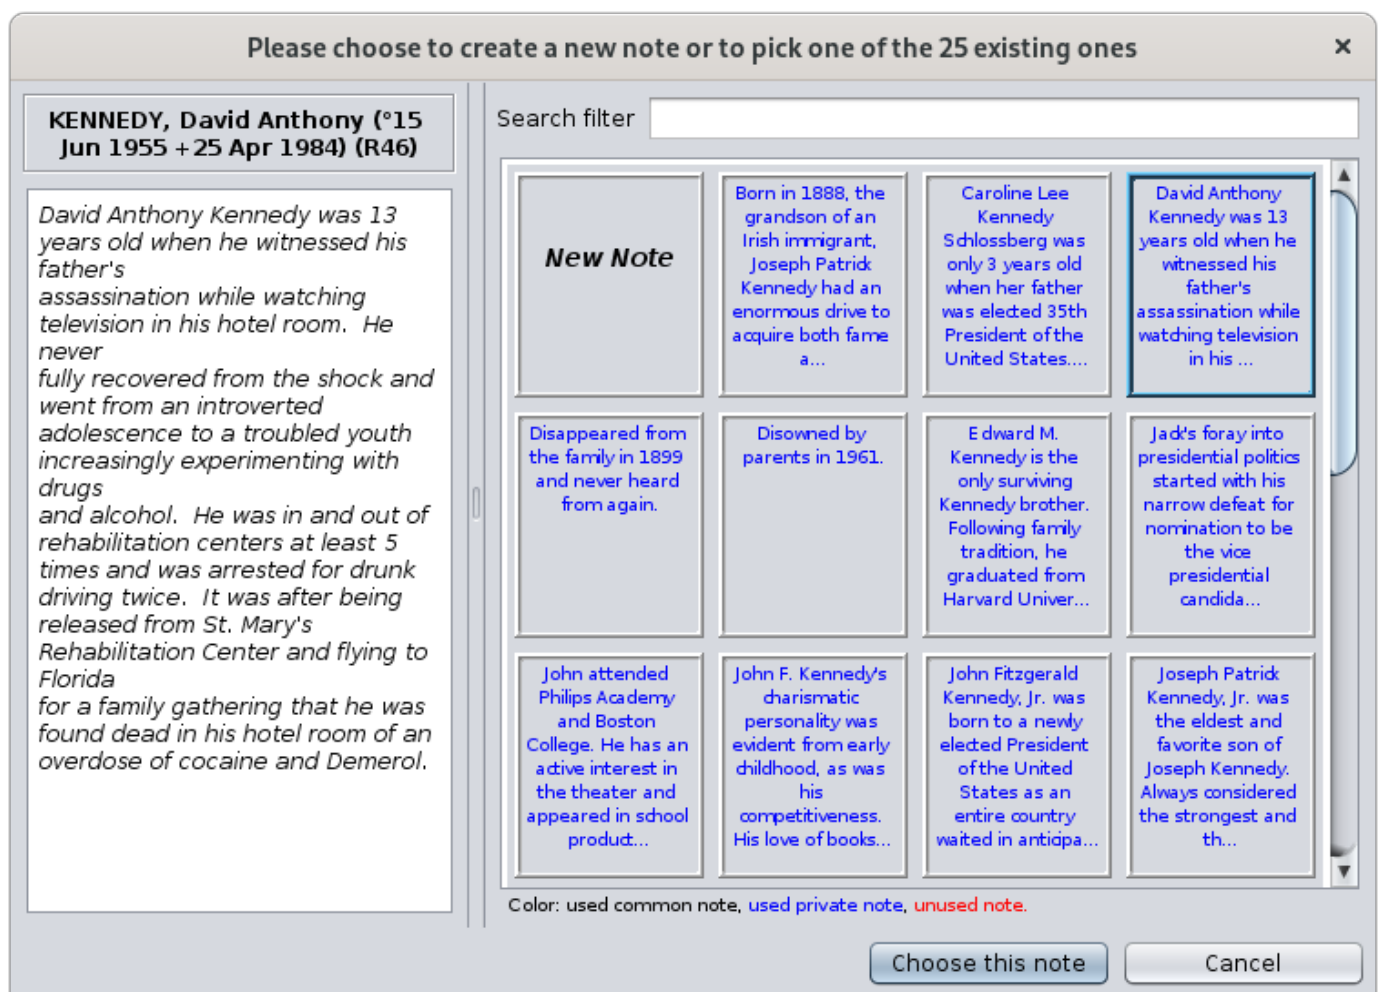 Please choose to create a new note or to pick one of the 25 existing ones
KENNEDY, David Anthony (°15
Jun 1955 +25 Apr 1984) (R46)
David Anthony Kennedy was 13
years old when he witnessed his
father's
assassination while watching
television in his hotel room.  He
never
fully recovered from the shock and
went from an introverted
adolescence to a troubled youth
increasingly experimenting with
drugs
and alcohol.  He was in and out of
rehabilitation centers at least 5
times and was arrested for drunk
driving twice.  It was after being
released from St. Mary's
Rehabilitation Center and flying to
Florida
for a family gathering that he was
found dead in his hotel room of an
overdose of cocaine and Demerol.
Search filter
New Note
Born in 1888, the
grandson of an
Irish immigrant,
Joseph Patrick
Kennedy had an
enormous drive to
acquire both fame
a...
Caroline Lee
Kennedy
Schlossberg was
only 3 years old
when her father
was elected 35th
President of the
United States....
David Anthony
Kennedy was 13
years old when he
witnessed his
father's
assassination while
watching television
in his ...
Disappeared from
the family in 1899
and never heard
from again.
Disowned by
parents in 1961.
Edward M.
Kennedy is the
only surviving
Kennedy brother.
Following family
tradition, he
graduated from
Harvard Univer...
Jack's foray into
presidential politics
started with his
narrow defeat for
nomination to be
the vice
presidential
candida...
John attended
Philips Academy
and Boston
College. He has an
active interest in
the theater and
appeared in school
product...
John F. Kennedy's
charismatic
personality was
evident from early
childhood, as was
his
competitiveness.
His love of books...
John Fitzgerald
Kennedy, Jr. was
born to a newly
elected President
of the United
States as an
entire country
waited in anticipa...
Joseph Patrick
Kennedy, Jr. was
the eldest and
favorite son of
Joseph Kennedy.
Always considered
the strongest and
th...
Color: used common note, used private note, unused note.
Choose this note
Cancel